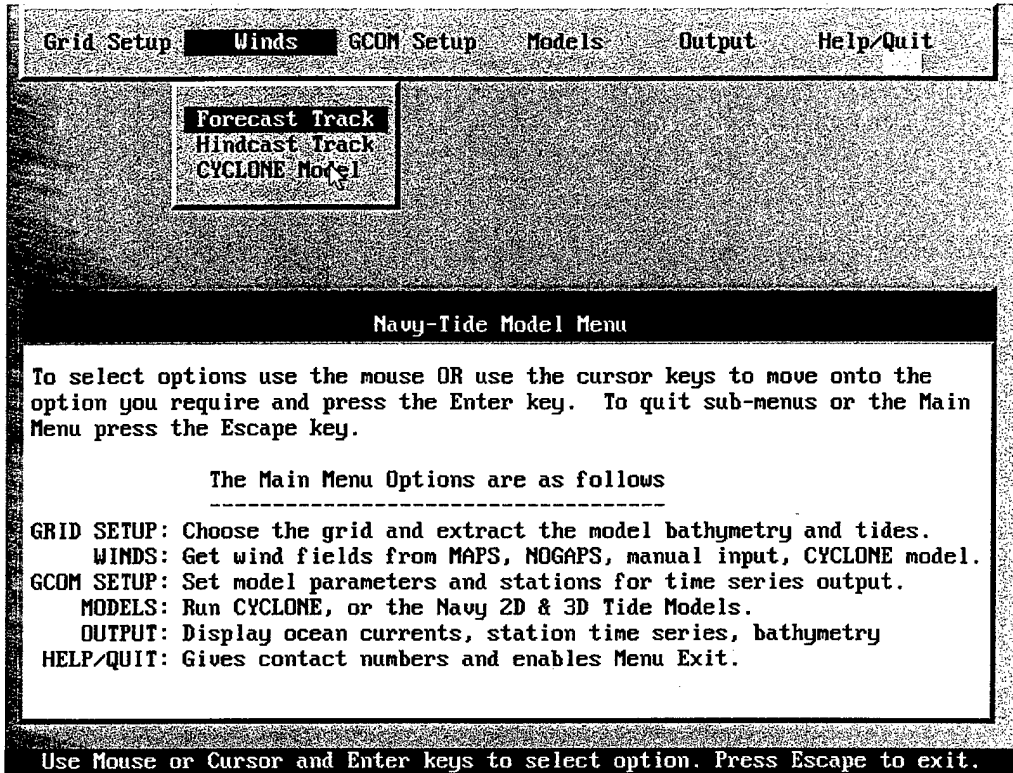 Grid Setup Winds GCOM Setup Models Output Help/Quit
Forecast Track
Hindcast Track
CYCLONE Model
Navy-Tide Model Menu
To select options use the mouse OR use the cursor keys to move onto the
option you require and press the Enter key. To quit sub-menus or the Main
Menu press the Escape key.
The Main Menu Options are as follows
------------------------------------
GRID SETUP: Choose the grid and extract the model bathymetry and tides.
WINDS: Get wind fields from MAPS, NOGAPS, manual input, CYCLONE model.
GCOM SETUP: Set model parameters and stations for time series output.
MODELS: Run CYCLONE, or the Navy 2D & 3D Tide Models.
OUTPUT: Display ocean currents, station time series, bathymetry
HELP/QUIT: Gives contact numbers and enables Menu Exit.
Use Mouse or Cursor and Enter keys to select option. Press Escape to exit.